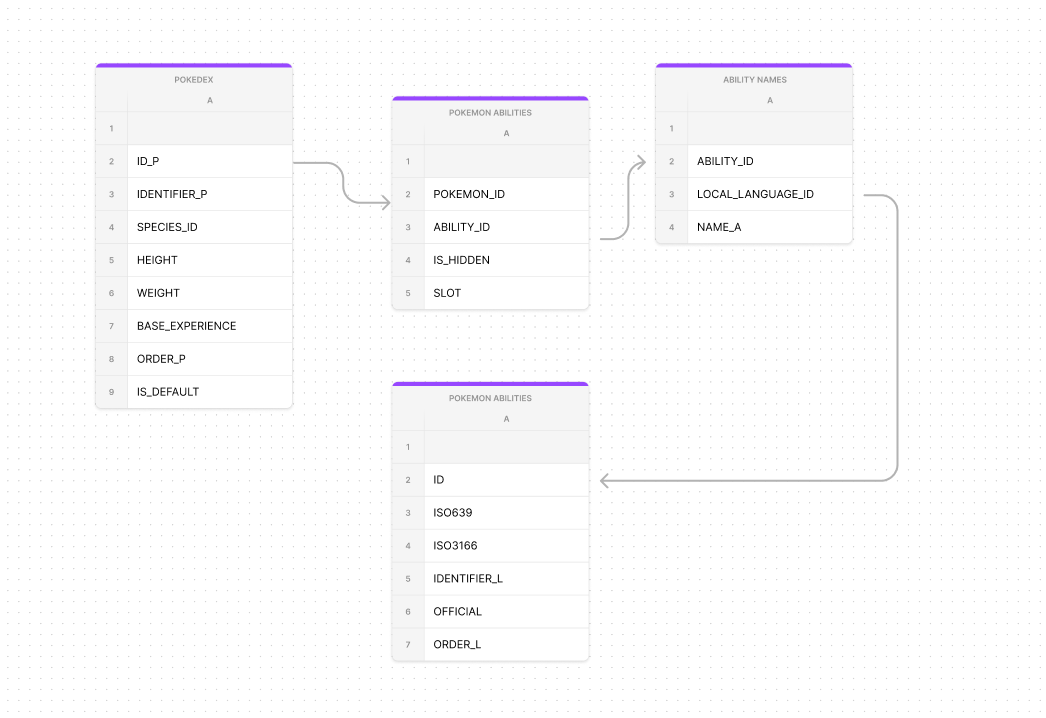 POKEDEX
A
1
2 ID_P
3 IDENTIFIER_P
4 SPECIES_ID
5 HEIGHT
6 WEIGHT
7 BASE_EXPERIENCE
8 ORDER_P
9 IS_DEFAULT
POKEMON ABILITIES
A
1
2 POKEMON_ID
3 ABILITY_ID
4 IS_HIDDEN
5 SLOT
ABILITY NAMES
A
1
2 ABILITY_ID
3 LOCAL_LANGUAGE_ID
4 NAME_A
POKEMON ABILITIES
A
1
2 ID
3 ISO639
4 ISO3166
5 IDENTIFIER_L
6 OFFICIAL
7 ORDER_L